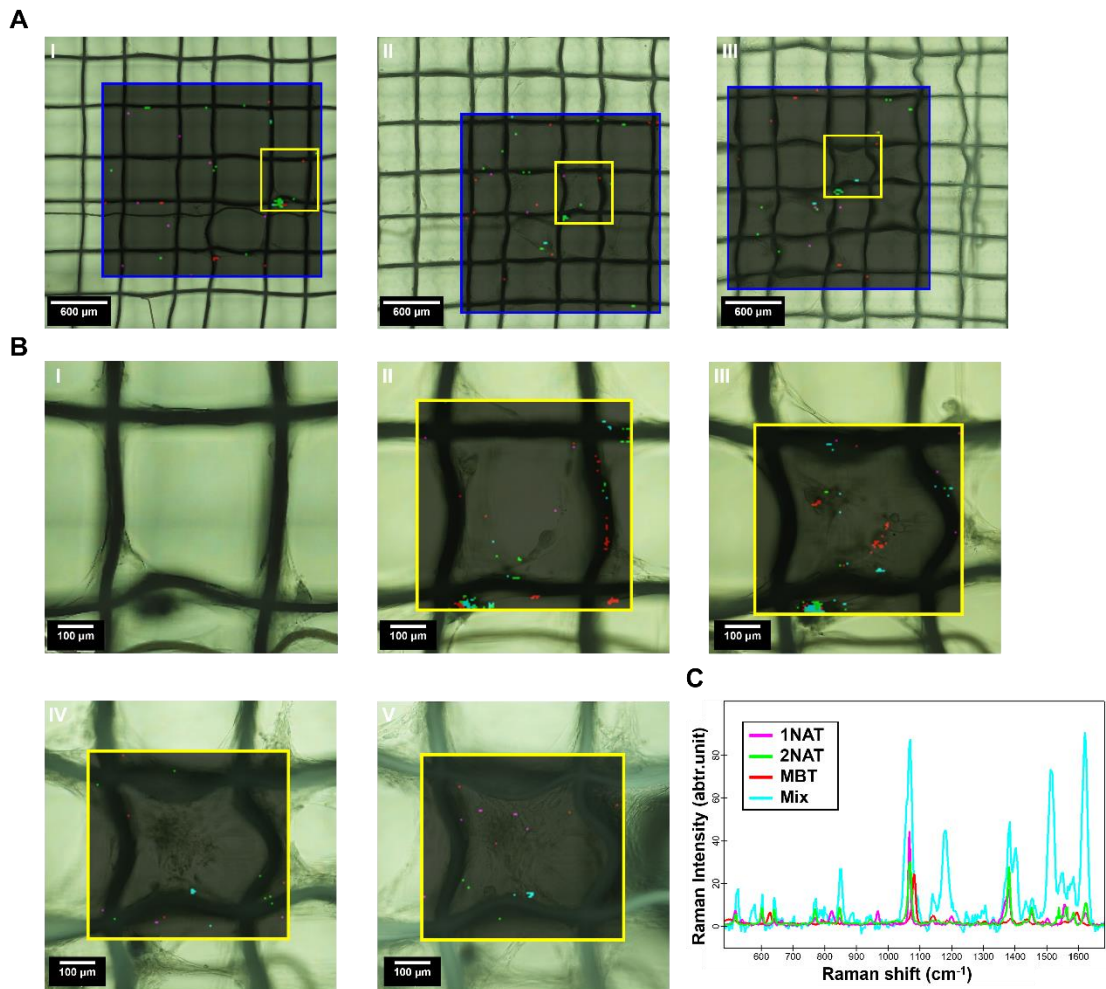 A
I
II
III
600 µm
600 µm
600 µm
B
I
II
III
100 µm
100 µm
100 µm
IV
V
100 µm
100 µm
C
Raman Intensity (abtr.unit)
80
60
40
20
0
1NAT
2NAT
MBT
Mix
600 700 800 900 1000 1100 1200 1300 1400 1500 1600
Raman shift (cm⁻¹)